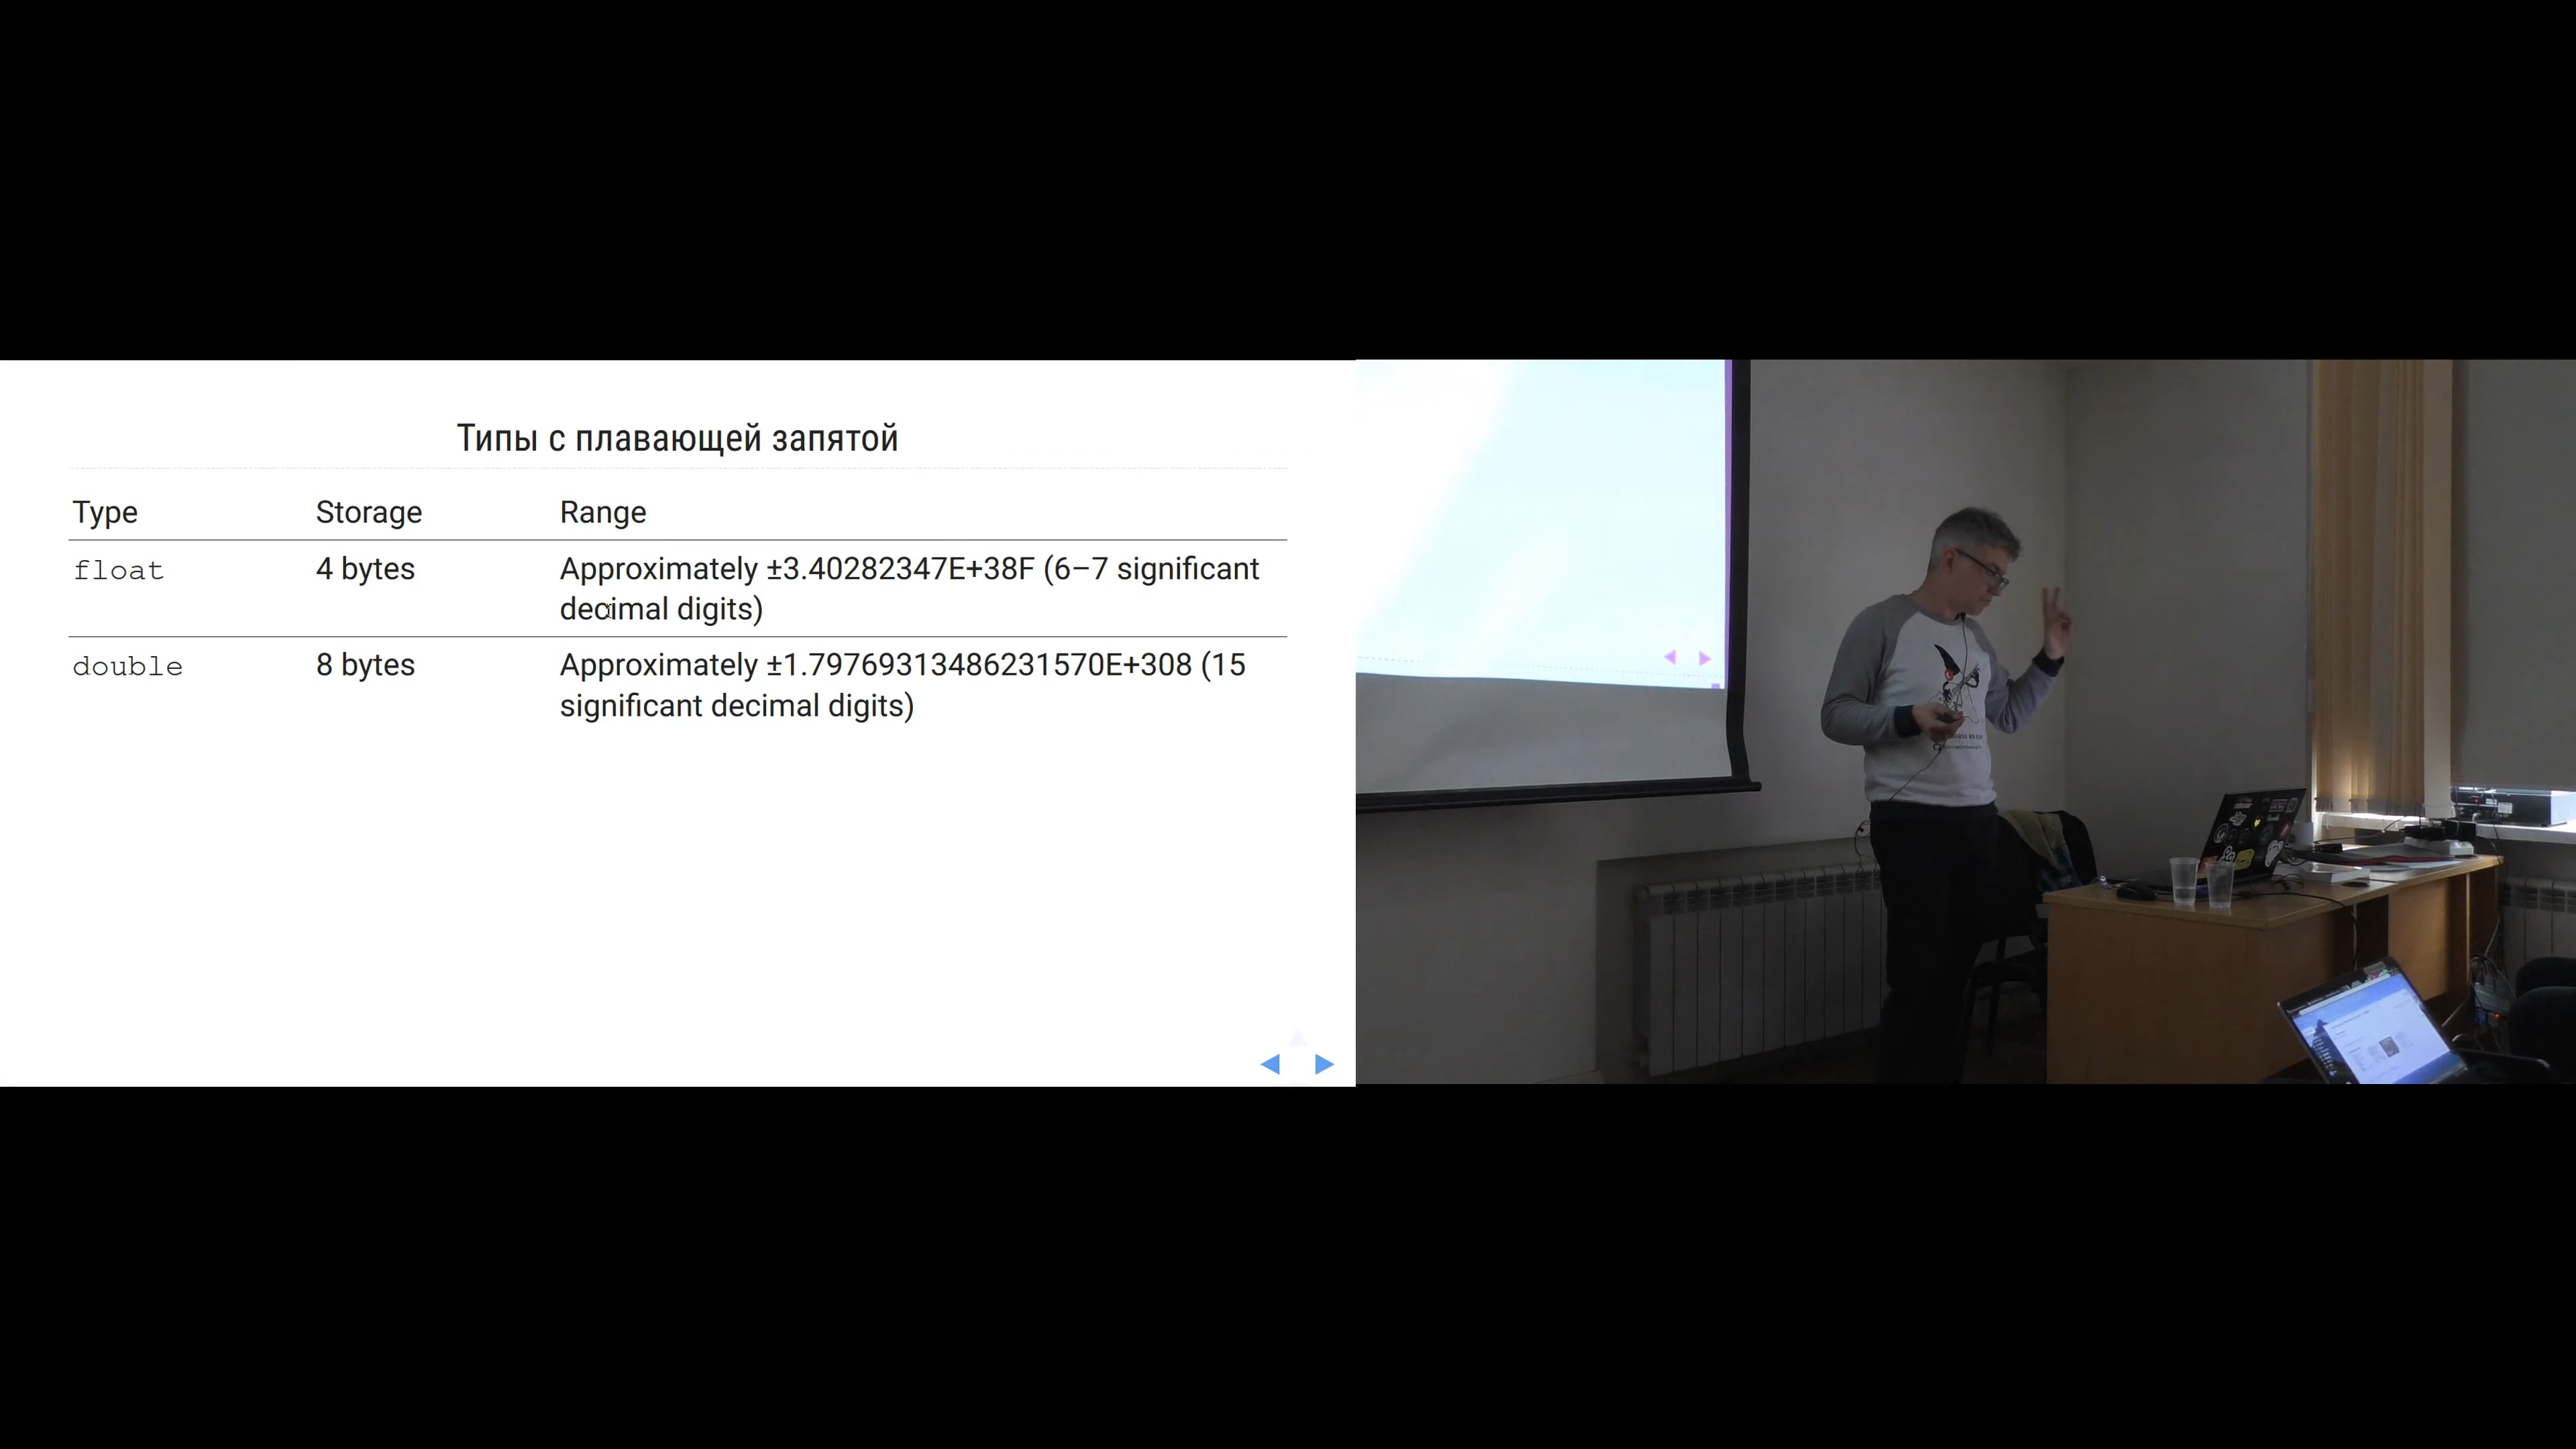 Типы с плавающей запятой
Type Storage Range
float 4 bytes Approximately ±3.40282347E+38F (6–7 significant
decimal digits)
double 8 bytes Approximately ±1.79769313486231570E+308 (15
significant decimal digits)